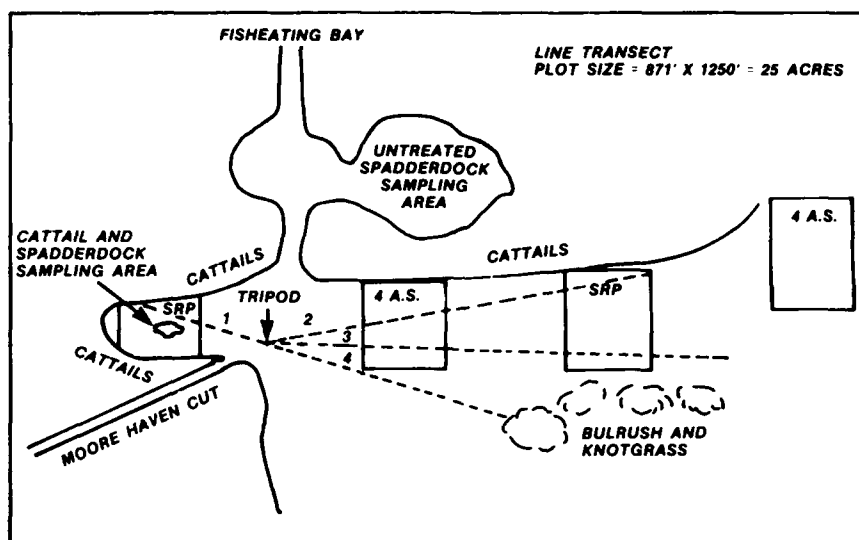 FISHEATING BAY
LINE TRANSECT
PLOT SIZE = 871' X 1250' = 25 ACRES
UNTREATED
SPADDERDOCK
SAMPLING
AREA
4 A.S.
CATTAIL AND
SPADDERDOCK
SAMPLING AREA
CATTAILS
CATTAILS
SRP
TRIPOD
4 A.S.
SRP
1
2
3
4
CATTAILS
MOORE HAVEN CUT
BULRUSH AND
KNOTGRASS